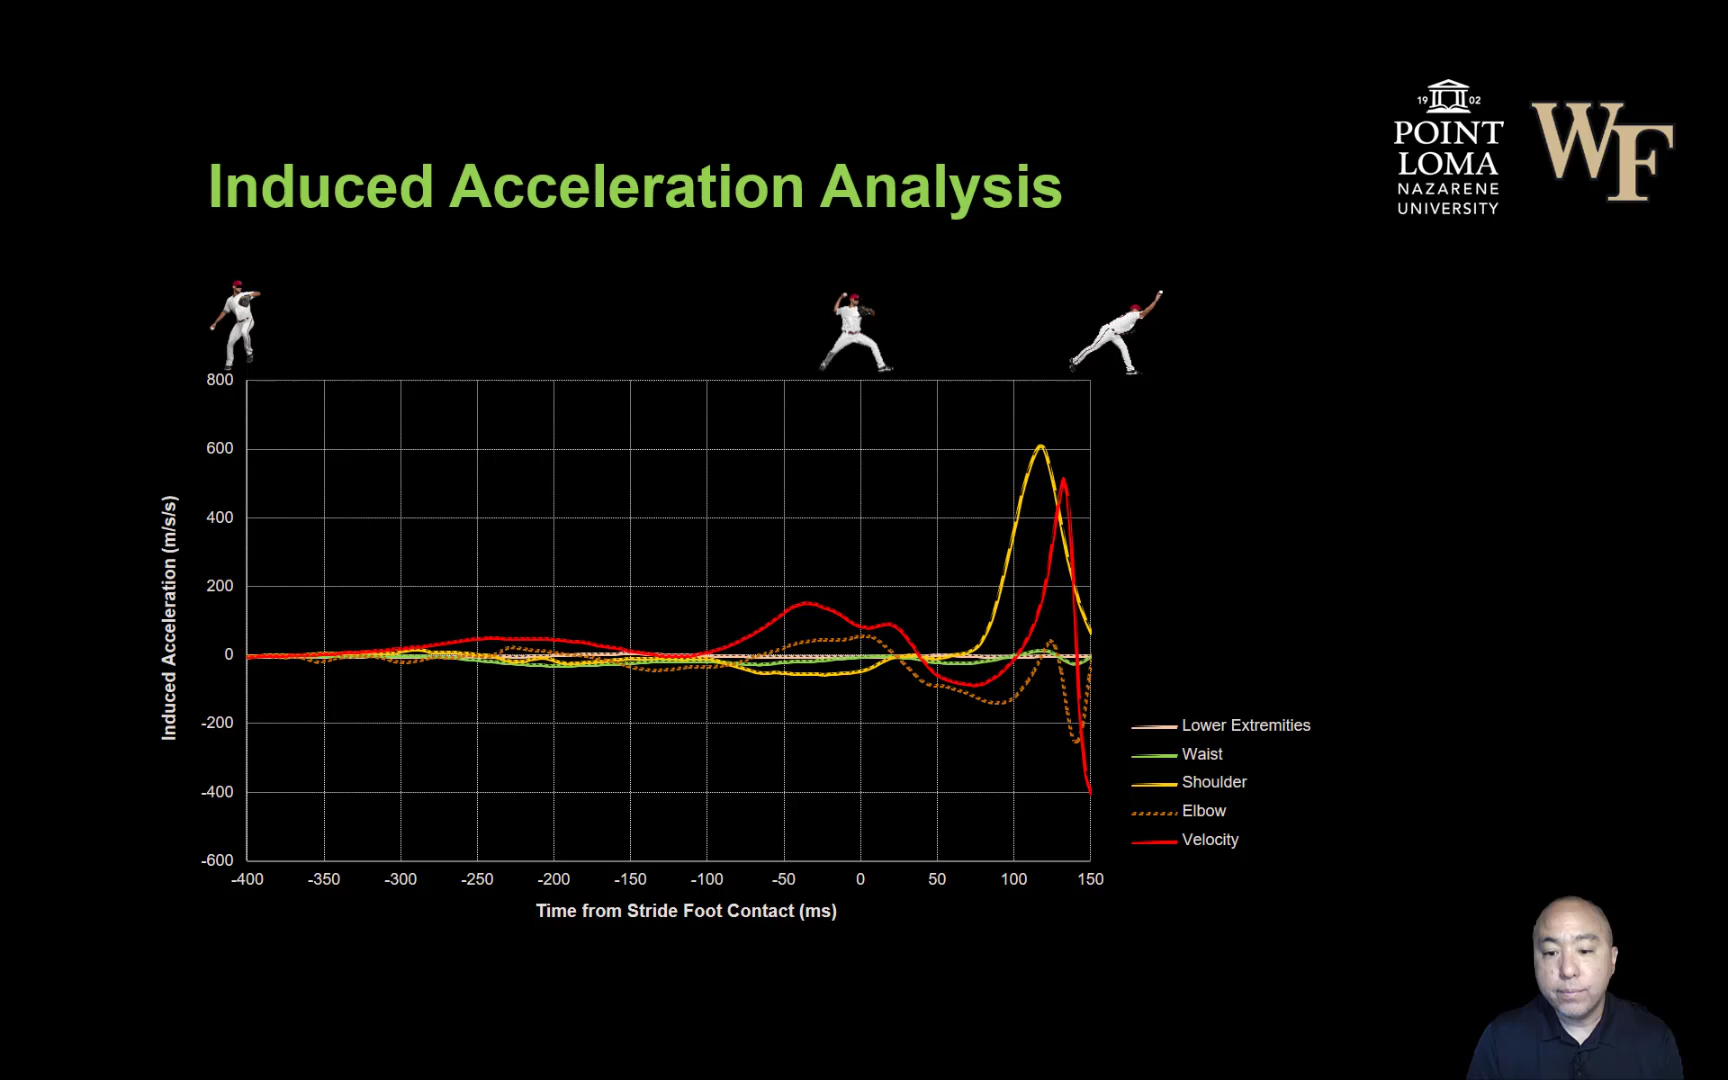 19 02
POINT
LOMA
NAZARENE
UNIVERSITY
WF
Induced Acceleration Analysis
800
600
400
200
0
-200
-400
-600
Induced Acceleration (m/s/s)
-400 -350 -300 -250 -200 -150 -100 -50 0 50 100 150
Time from Stride Foot Contact (ms)
Lower Extremities
Waist
Shoulder
Elbow
Velocity